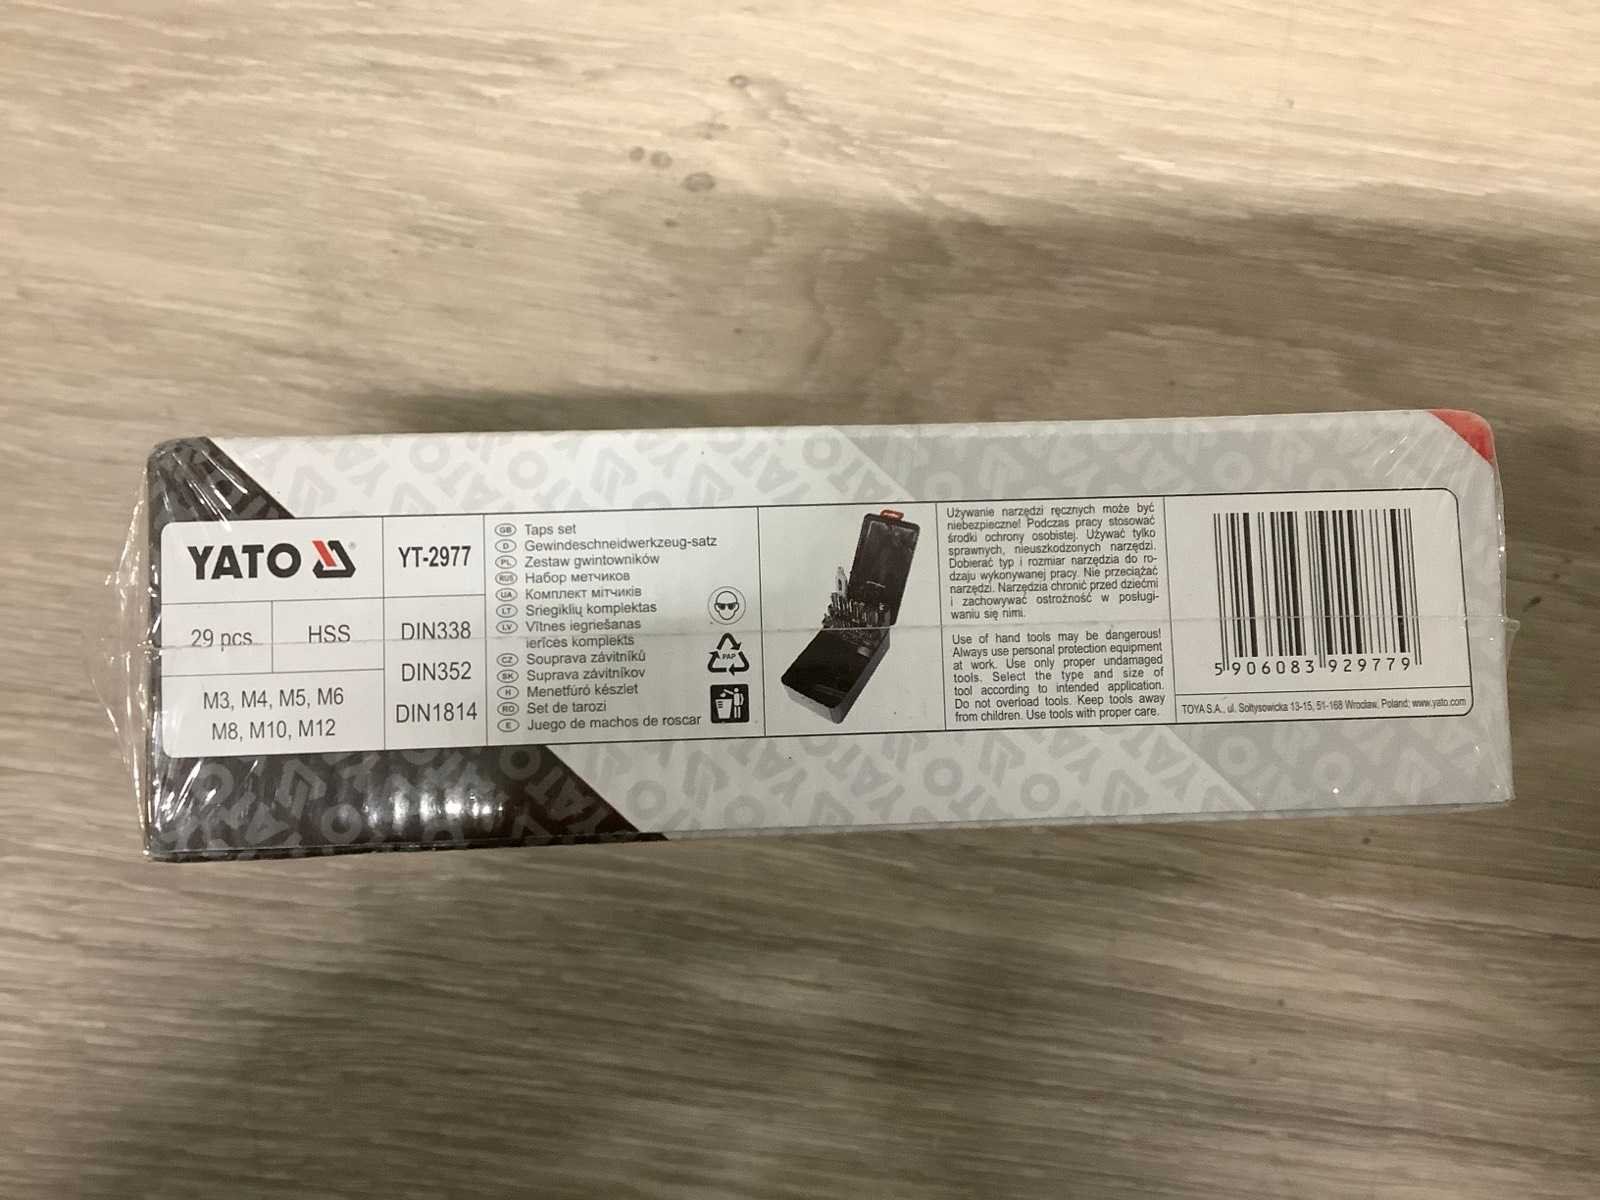 YATO
®
YT-2977
29 pcs.
HSS
M3, M4, M5, M6
M8, M10, M12
DIN338
DIN352
DIN1814
GB Taps set
D Gewindeschneidwerkzeug-satz
PL Zestaw gwintowników
RUS Набор метчиков
UA Комплект мітчиків
LT Sriegiklių komplektas
LV Vītnes iegriešanas
ierīces komplekts
CZ Souprava závitníků
SK Suprava závitníkov
H Menetfúró készlet
RO Set de tarozi
E Juego de machos de roscar
PAP
Używanie narzędzi ręcznych może być
niebezpieczne! Podczas pracy stosować
środki ochrony osobistej. Używać tylko
sprawnych, nieuszkodzonych narzędzi.
Dobierać typ i rozmiar narzędzia do ro-
dzaju wykonywanej pracy. Nie przeciążać
narzędzi. Narzędzia chronić przed dziećmi
i zachowywać ostrożność w posługi-
waniu się nimi.
Use of hand tools may be dangerous!
Always use personal protection equipment
at work. Use only proper undamaged
tools. Select the type and size of
tool according to intended application.
Do not overload tools. Keep tools away
from children. Use tools with proper care.
5 906083 929779
TOYA S.A., ul. Sołtysowicka 13-15, 51-168 Wrocław, Poland; www.yato.com